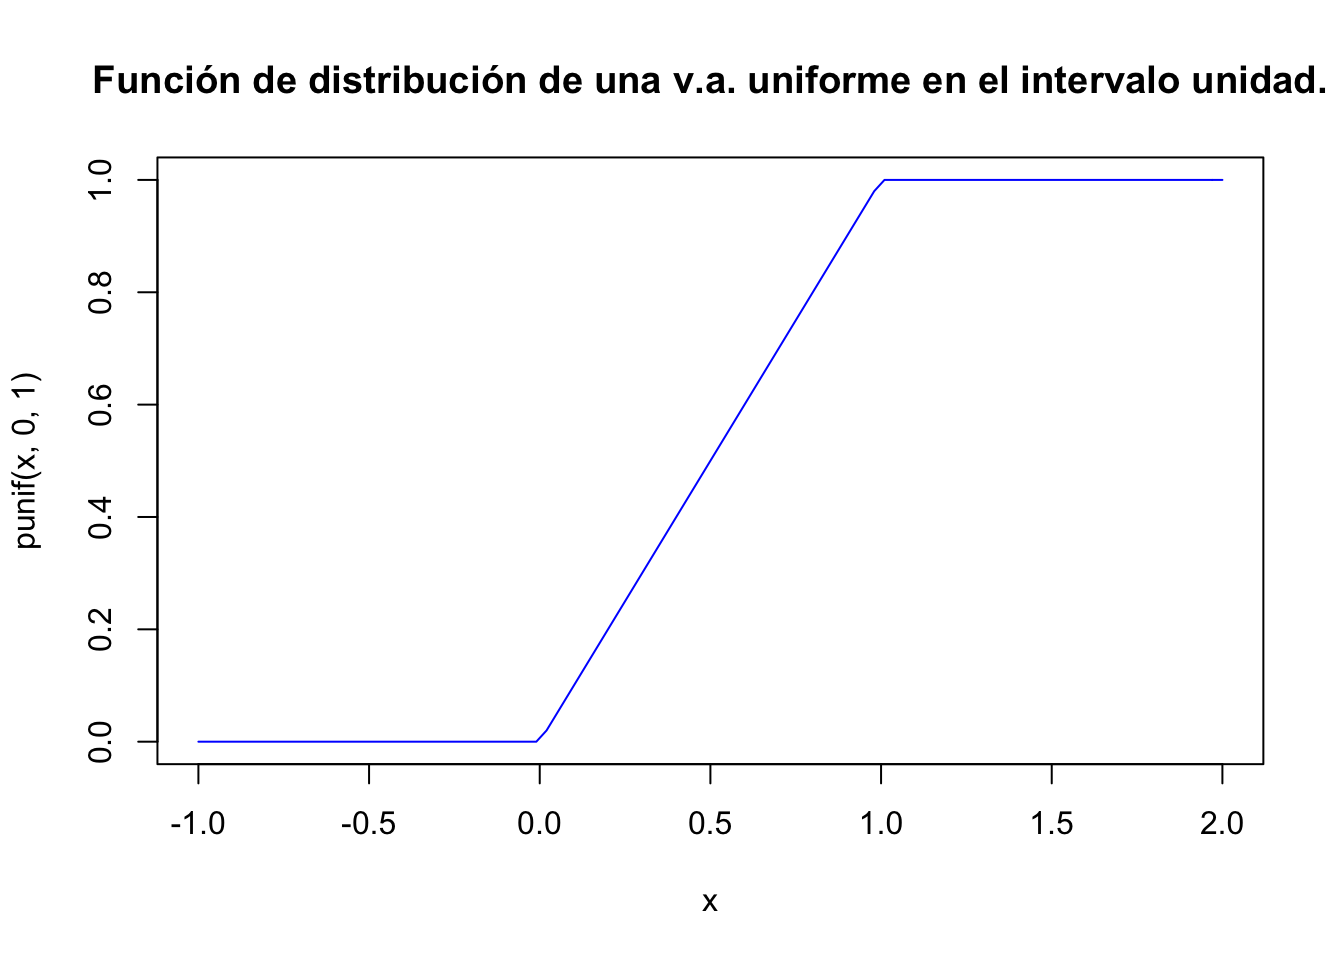 Función de distribución de una v.a. uniforme en el intervalo unidad.
punif(x, 0, 1)
1.0
0.8
0.6
0.4
0.2
0.0
-1.0 -0.5 0.0 0.5 1.0 1.5 2.0
x